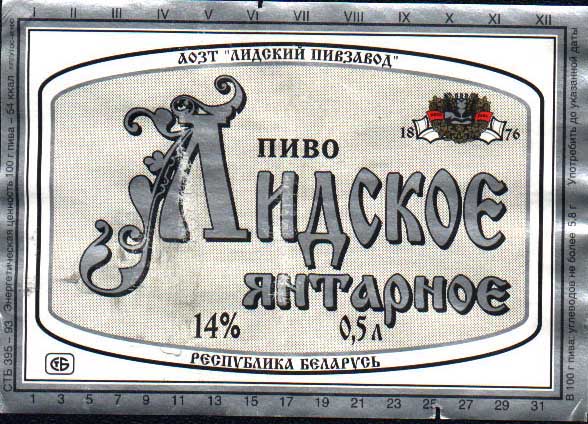 I II III IV V VI VII VIII IX X XI XII
АОЗТ "ЛИДСКИЙ ПИВЗАВОД"
1876
ПИВО
ЛИДСКОЕ
ЯНТАРНОЕ
14% 0,5 л
РЕСПУБЛИКА БЕЛАРУСЬ
СБ
1 3 5 7 9 11 13 15 17 19 21 23 25 27 29 31
СТБ 395 – 93 Энергетическая ценность 100 г пива – 54 ккал
В 100 г пива: углеводов не более 5,8 г Употребить до указанной даты